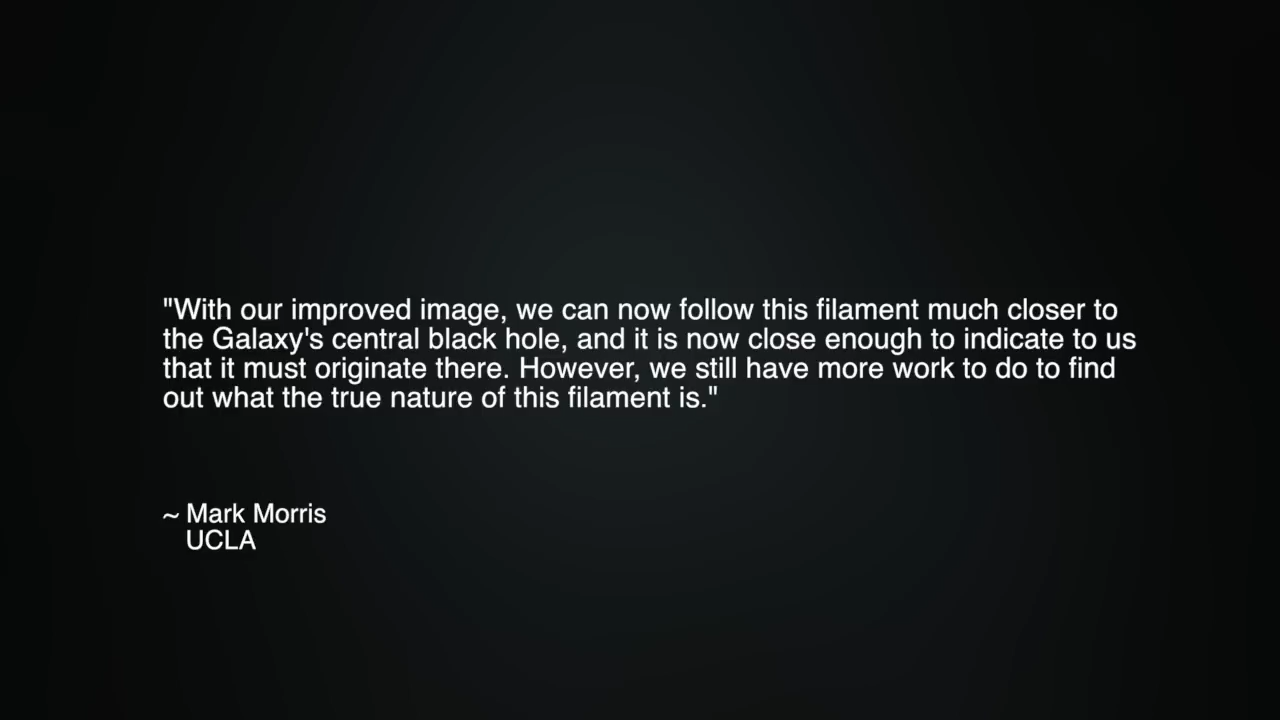 "With our improved image, we can now follow this filament much closer to
the Galaxy's central black hole, and it is now close enough to indicate to us
that it must originate there. However, we still have more work to do to find
out what the true nature of this filament is."
~ Mark Morris
UCLA